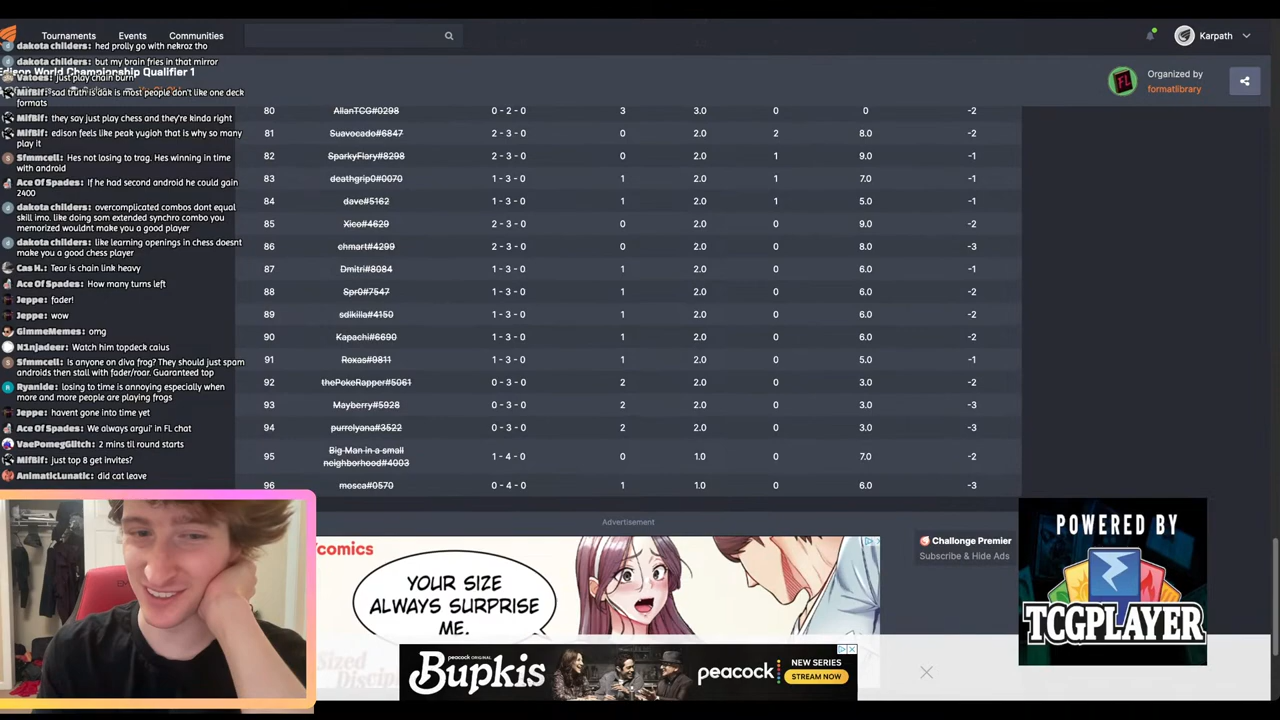 Tournaments Events Communities
Karpath
dakota childers: hed prolly go with nekroz tho
dakota childers: but my brain fries in that mirror
Edison World Championship Qualifier 1
Vatoes: just play chain burn
MifBif: sad truth is dák is most people don't like one deck
formats
MifBif: they say just play chess and they're kinda right
MifBif: edison feels like peak yugioh that is why so many
play it
Sfmmcell: Hes not losing to trag. Hes winning in time
with android
Ace Of Spades: If he had second android he could gain
2400
dakota childers: overcomplicated combos dont equal
skill imo. like doing som extended synchro combo you
memorized wouldnt make you a good player
dakota childers: like learning openings in chess doesnt
make you a good chess player
Cas H.: Tear is chain link heavy
Ace Of Spades: How many turns left
Jeppe: fader!
Jeppe: wow
GimmeMemes: omg
N1njadeer: Watch him topdeck caius
Sfmmcell: Is anyone on diva frog? They should just spam
androids then stall with fader/roar. Guaranteed top
Ryanide: losing to time is annoying especially when
more and more people are playing frogs
Jeppe: havent gone into time yet
Ace Of Spades: We always argui' in FL chat
VaePomegGlitch: 2 mins til round starts
MifBif: just top 8 get invites?
AnimaticLunatic: did cat leave
Organized by
formatlibrary
80 AllanTCG#0298 0 - 2 - 0 3 3.0 0 0 -2
81 Suavocado#6847 2 - 3 - 0 0 2.0 2 8.0 -1
82 SparkyFlary#8298 2 - 3 - 0 0 2.0 1 9.0 -1
83 deathgrip0#0070 1 - 3 - 0 1 2.0 1 7.0 -1
84 dave#5162 1 - 3 - 0 1 2.0 1 5.0 -1
85 Xico#4629 2 - 3 - 0 0 2.0 0 9.0 -2
86 chmart#4299 2 - 3 - 0 0 2.0 0 8.0 -3
87 Dmitri#8084 1 - 3 - 0 1 2.0 0 6.0 -1
88 Spr0#7547 1 - 3 - 0 1 2.0 0 6.0 -2
89 sdlkilla#4150 1 - 3 - 0 1 2.0 0 6.0 -2
90 Kapachi#6690 1 - 3 - 0 1 2.0 0 6.0 -2
91 Roxas#9811 1 - 3 - 0 1 2.0 0 5.0 -1
92 thePokeRapper#5061 0 - 3 - 0 2 2.0 0 3.0 -2
93 Mayberry#5928 0 - 3 - 0 2 2.0 0 3.0 -3
94 purrelyana#3522 0 - 3 - 0 2 2.0 0 3.0 -3
95 Big Man in a small
neighborhood#4003 1 - 4 - 0 0 1.0 0 7.0 -2
96 mosca#0570 0 - 4 - 0 1 1.0 0 6.0 -3
Advertisement
Challonge Premier
Subscribe & Hide Ads
comics
YOUR SIZE
ALWAYS SURPRISE
ME.
POWERED BY
TCGPLAYER
Sized
PEACOCK ORIGINAL
Bupkis
peacock
NEW SERIES
STREAM NOW